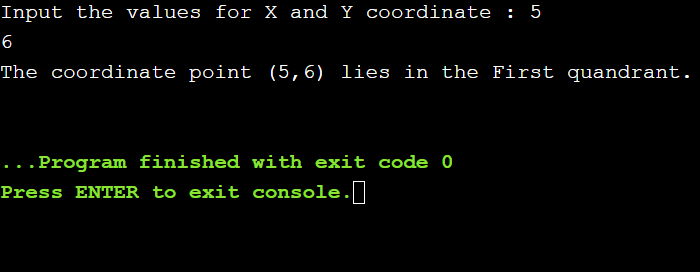 Input the values for X and Y coordinate : 5
6
The coordinate point (5,6) lies in the First quandrant.
...Program finished with exit code 0
Press ENTER to exit console.